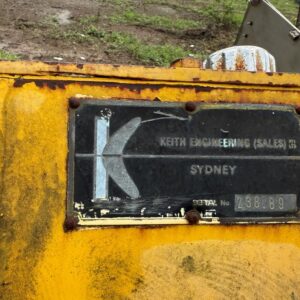 K
KEITH ENGINEERING (SALES)
SYDNEY
SERIAL No